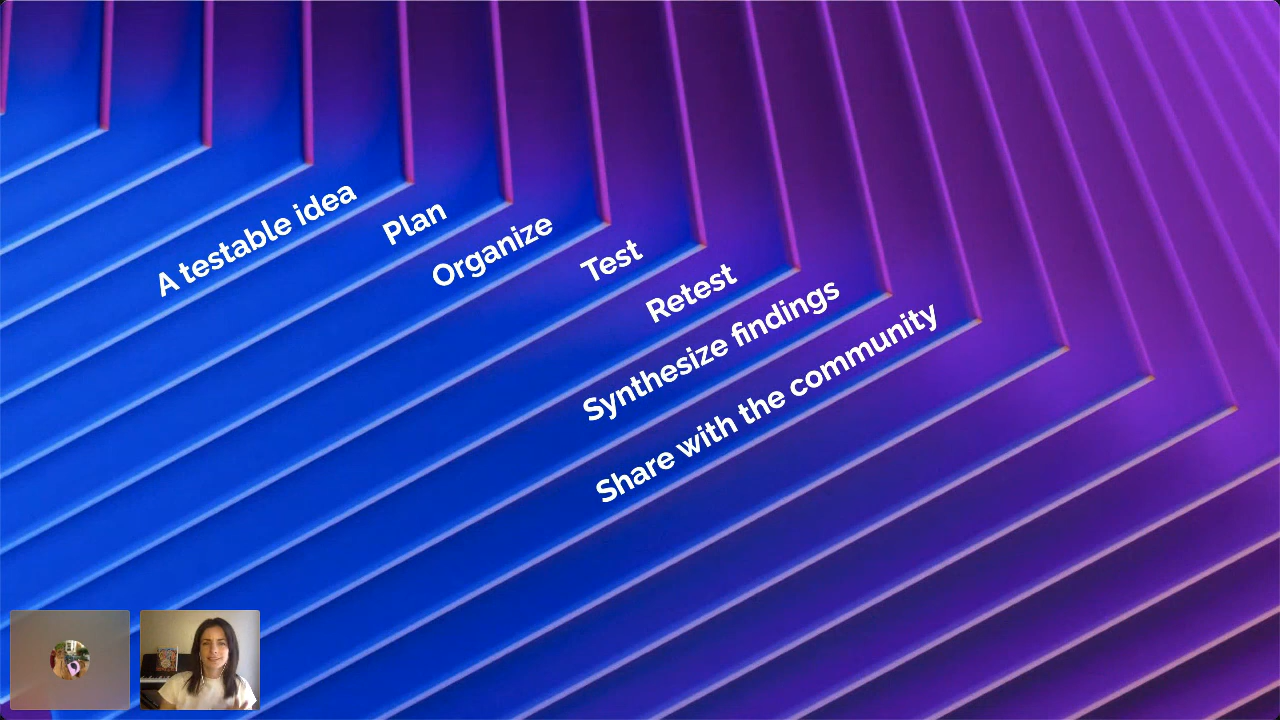 A testable idea
Plan
Organize
Test
Retest
Synthesize findings
Share with the community